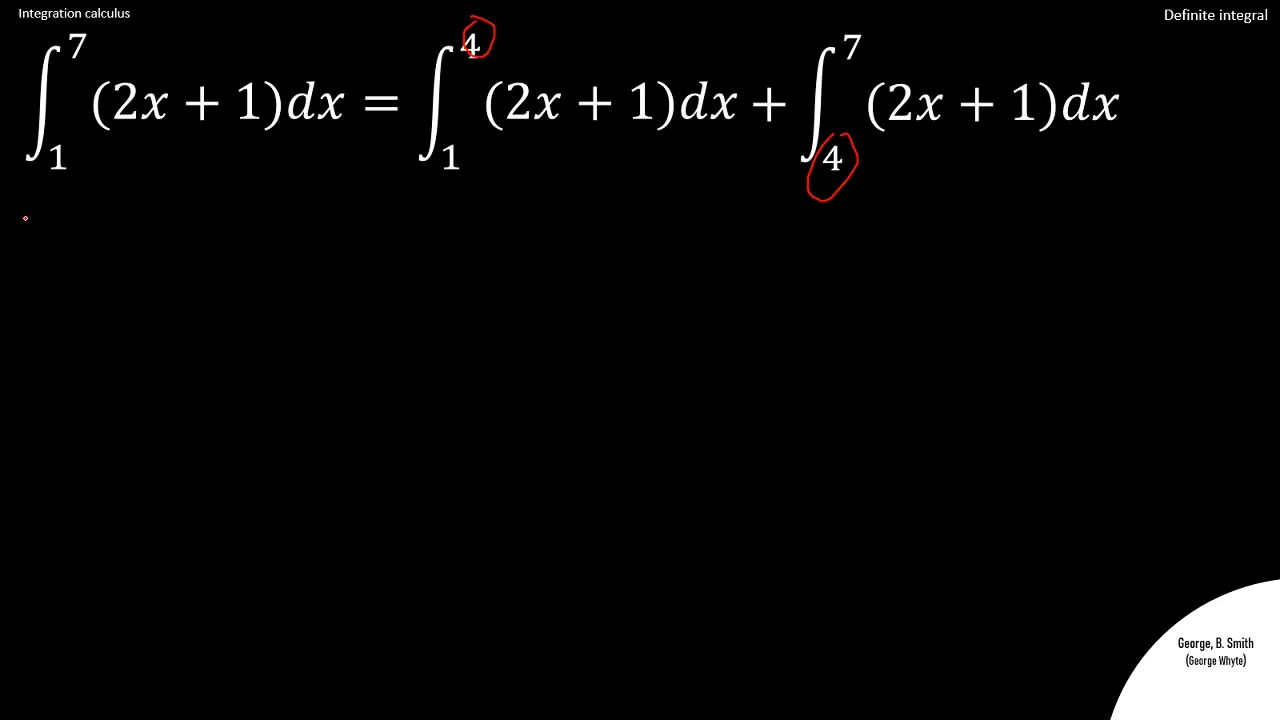 Integration calculus
Definite integral
∫₁⁷ (2x + 1)dx = ∫₁⁴ (2x + 1)dx + ∫₄⁷ (2x + 1)dx
George, B. Smith
(George Whyte)